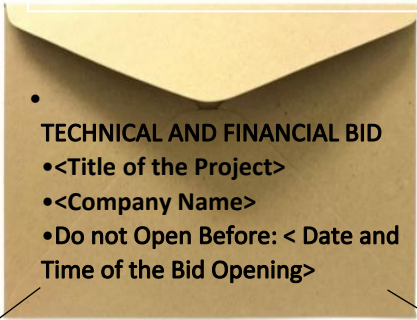 •
TECHNICAL AND FINANCIAL BID
•<Title of the Project>
•<Company Name>
•Do not Open Before: < Date and
Time of the Bid Opening>